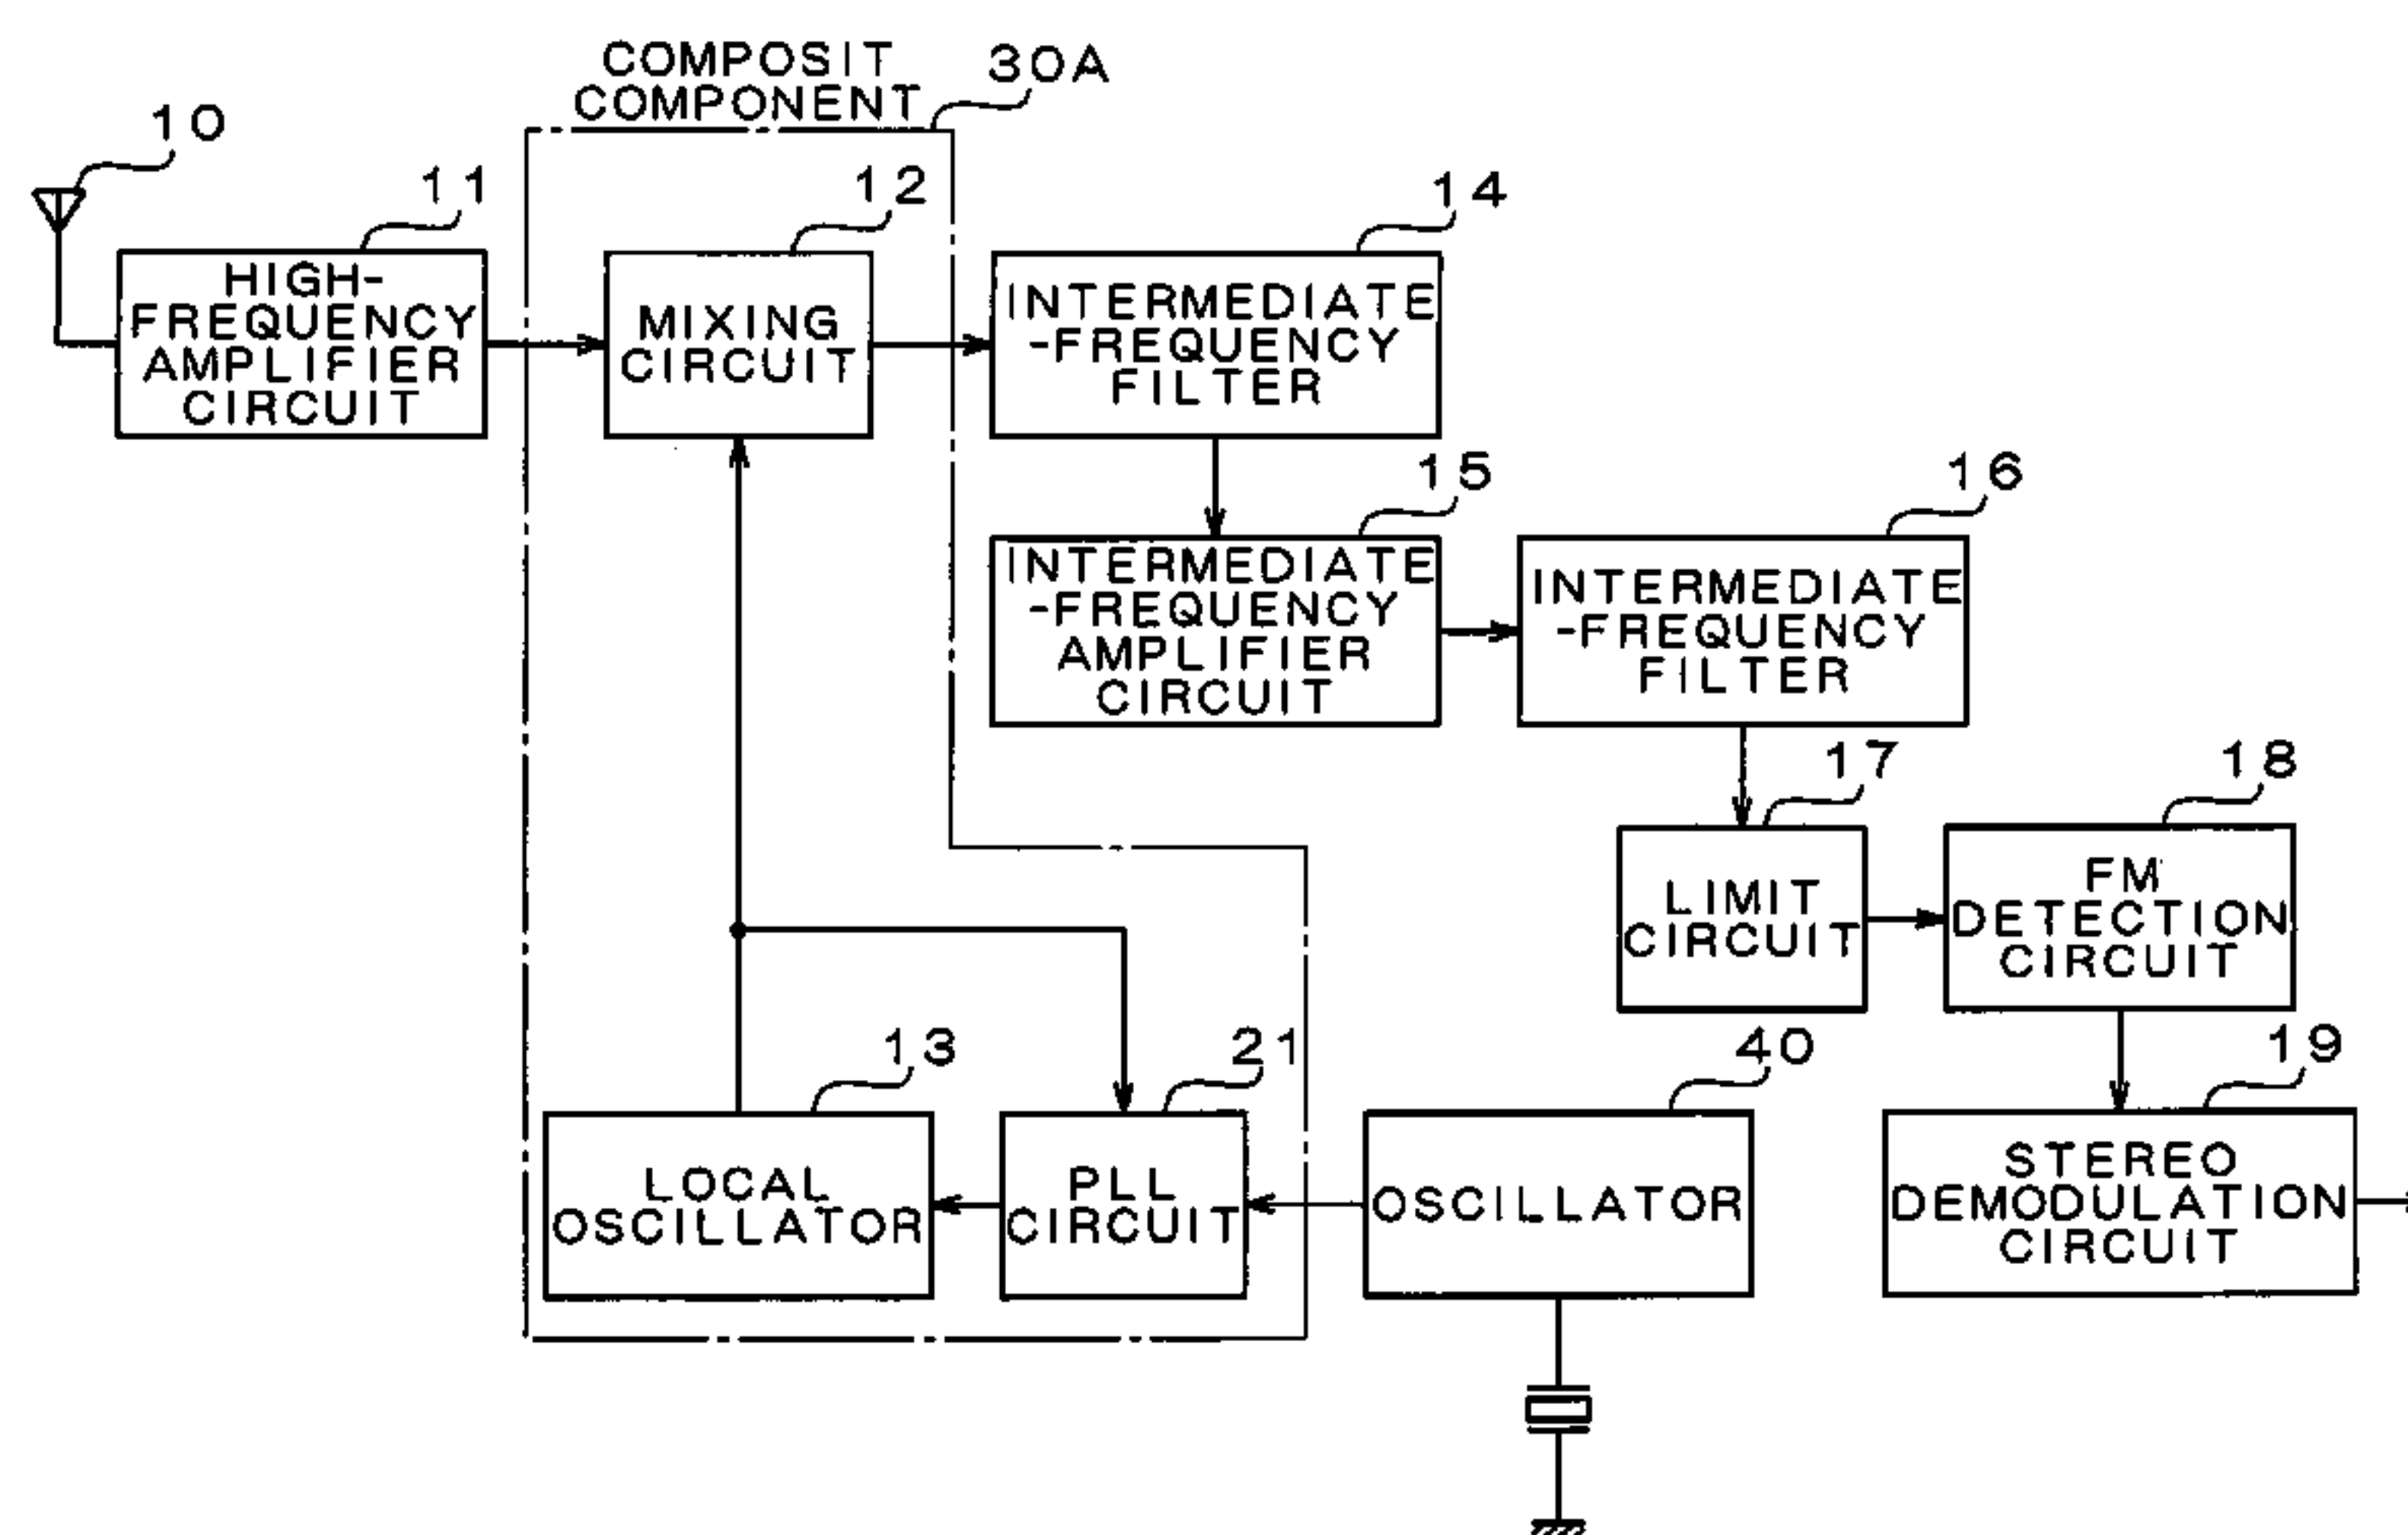 COMPOSIT
COMPONENT
30A
10
11
12
14
HIGH-
FREQUENCY
AMPLIFIER
CIRCUIT
MIXING
CIRCUIT
INTERMEDIATE
-FREQUENCY
FILTER
15
16
INTERMEDIATE
-FREQUENCY
AMPLIFIER
CIRCUIT
INTERMEDIATE
-FREQUENCY
FILTER
17
18
LIMIT
CIRCUIT
FM
DETECTION
CIRCUIT
13
21
40
19
LOCAL
OSCILLATOR
PLL
CIRCUIT
OSCILLATOR
STEREO
DEMODULATION
CIRCUIT